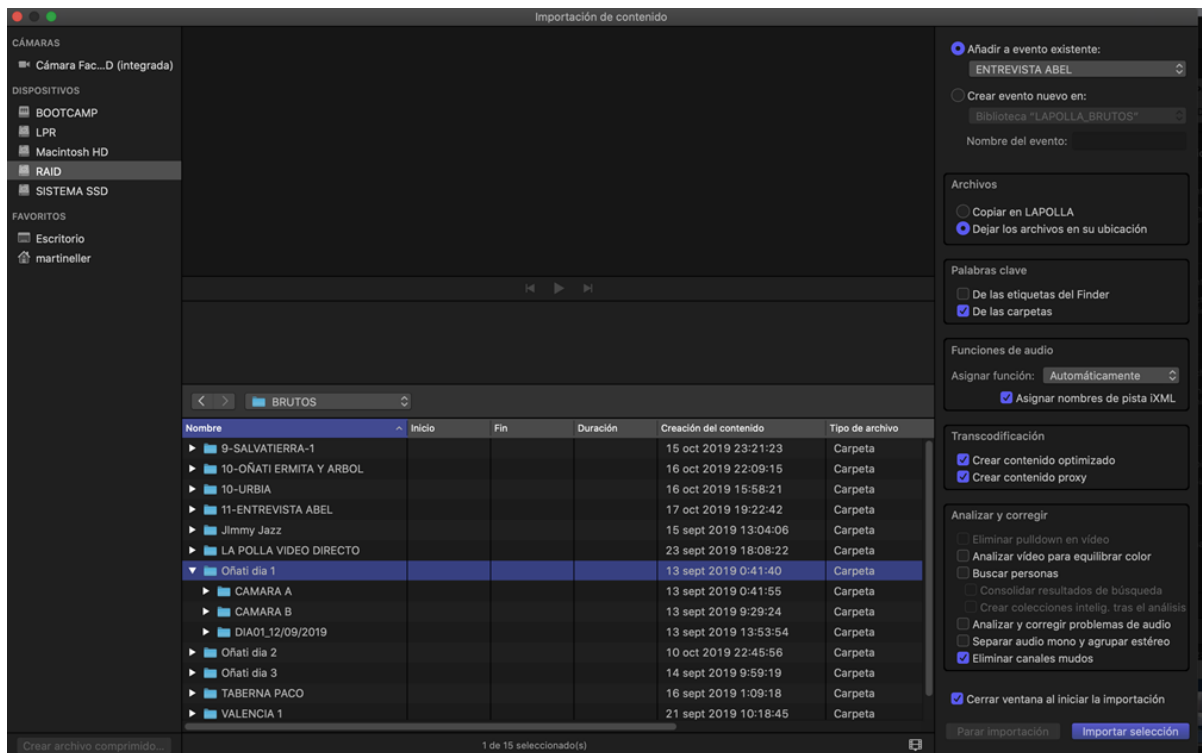 Importación de contenido
CÁMARAS
Cámara Fac...D (integrada)
DISPOSITIVOS
BOOTCAMP
LPR
Macintosh HD
RAID
SISTEMA SSD
FAVORITOS
Escritorio
martineller
Crear archivo comprimido...
BRUTOS
Nombre Inicio Fin Duración Creación del contenido Tipo de archivo
9-SALVATIERRA-1 15 oct 2019 23:21:23 Carpeta
10-OÑATI ERMITA Y ARBOL 16 oct 2019 22:09:15 Carpeta
10-URBIA 16 oct 2019 15:58:21 Carpeta
11-ENTREVISTA ABEL 17 oct 2019 19:22:42 Carpeta
JImmy Jazz 15 sept 2019 13:04:06 Carpeta
LA POLLA VIDEO DIRECTO 23 sept 2019 18:08:22 Carpeta
Oñati dia 1 13 sept 2019 0:41:40 Carpeta
CAMARA A 13 sept 2019 0:41:55 Carpeta
CAMARA B 13 sept 2019 9:29:24 Carpeta
DIA01_12/09/2019 13 sept 2019 13:53:54 Carpeta
Oñati dia 2 10 oct 2019 22:45:56 Carpeta
Oñati dia 3 14 sept 2019 9:59:19 Carpeta
TABERNA PACO 16 sept 2019 1:09:18 Carpeta
VALENCIA 1 21 sept 2019 10:18:45 Carpeta
1 de 15 seleccionado(s)
Añadir a evento existente:
ENTREVISTA ABEL
Crear evento nuevo en:
Biblioteca "LAPOLLA_BRUTOS"
Nombre del evento:
Archivos
Copiar en LAPOLLA
Dejar los archivos en su ubicación
Palabras clave
De las etiquetas del Finder
De las carpetas
Funciones de audio
Asignar función: Automáticamente
Asignar nombres de pista iXML
Transcodificación
Crear contenido optimizado
Crear contenido proxy
Analizar y corregir
Eliminar pulldown en vídeo
Analizar vídeo para equilibrar color
Buscar personas
Consolidar resultados de búsqueda
Crear colecciones intelig. tras el análisis
Analizar y corregir problemas de audio
Separar audio mono y agrupar estéreo
Eliminar canales mudos
Cerrar ventana al iniciar la importación
Parar importación Importar selección